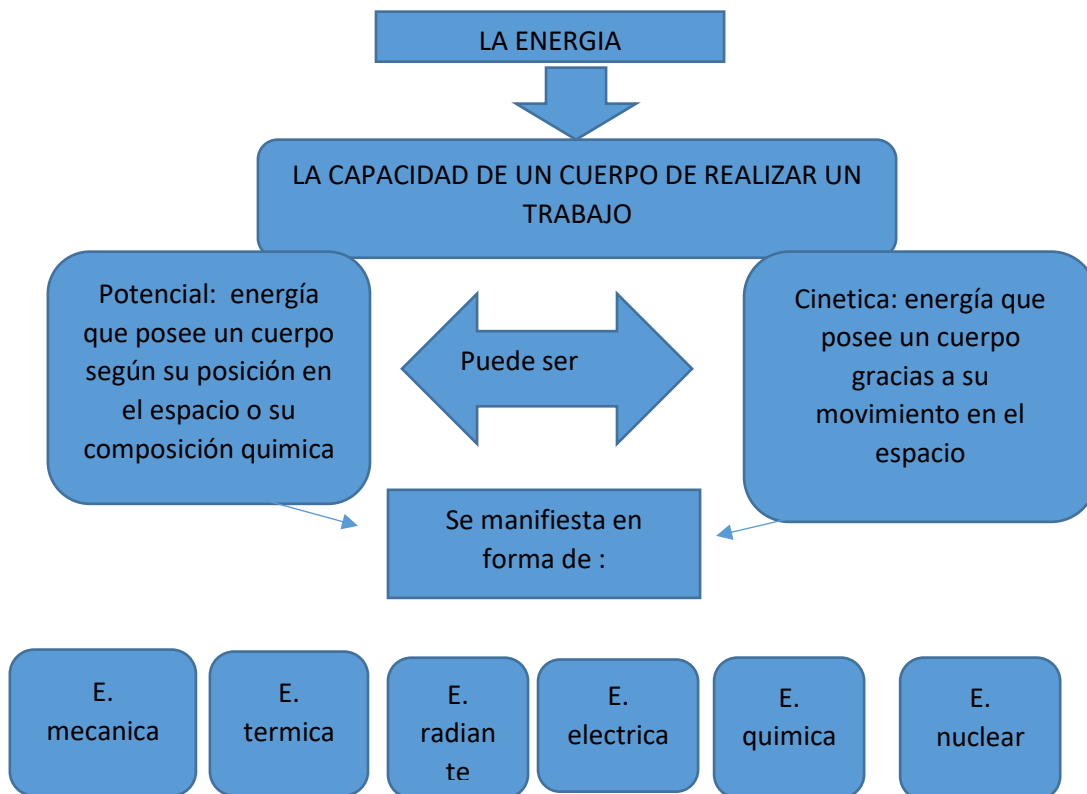 LA ENERGIA
LA CAPACIDAD DE UN CUERPO DE REALIZAR UN
TRABAJO
Potencial:  energía
que posee un cuerpo
según su posición en
el espacio o su
composición quimica
Puede ser
Cinetica: energía que
posee un cuerpo
gracias a su
movimiento en el
espacio
Se manifiesta en
forma de :
E.
mecanica
E.
termica
E.
radian
te
E.
electrica
E.
quimica
E.
nuclear